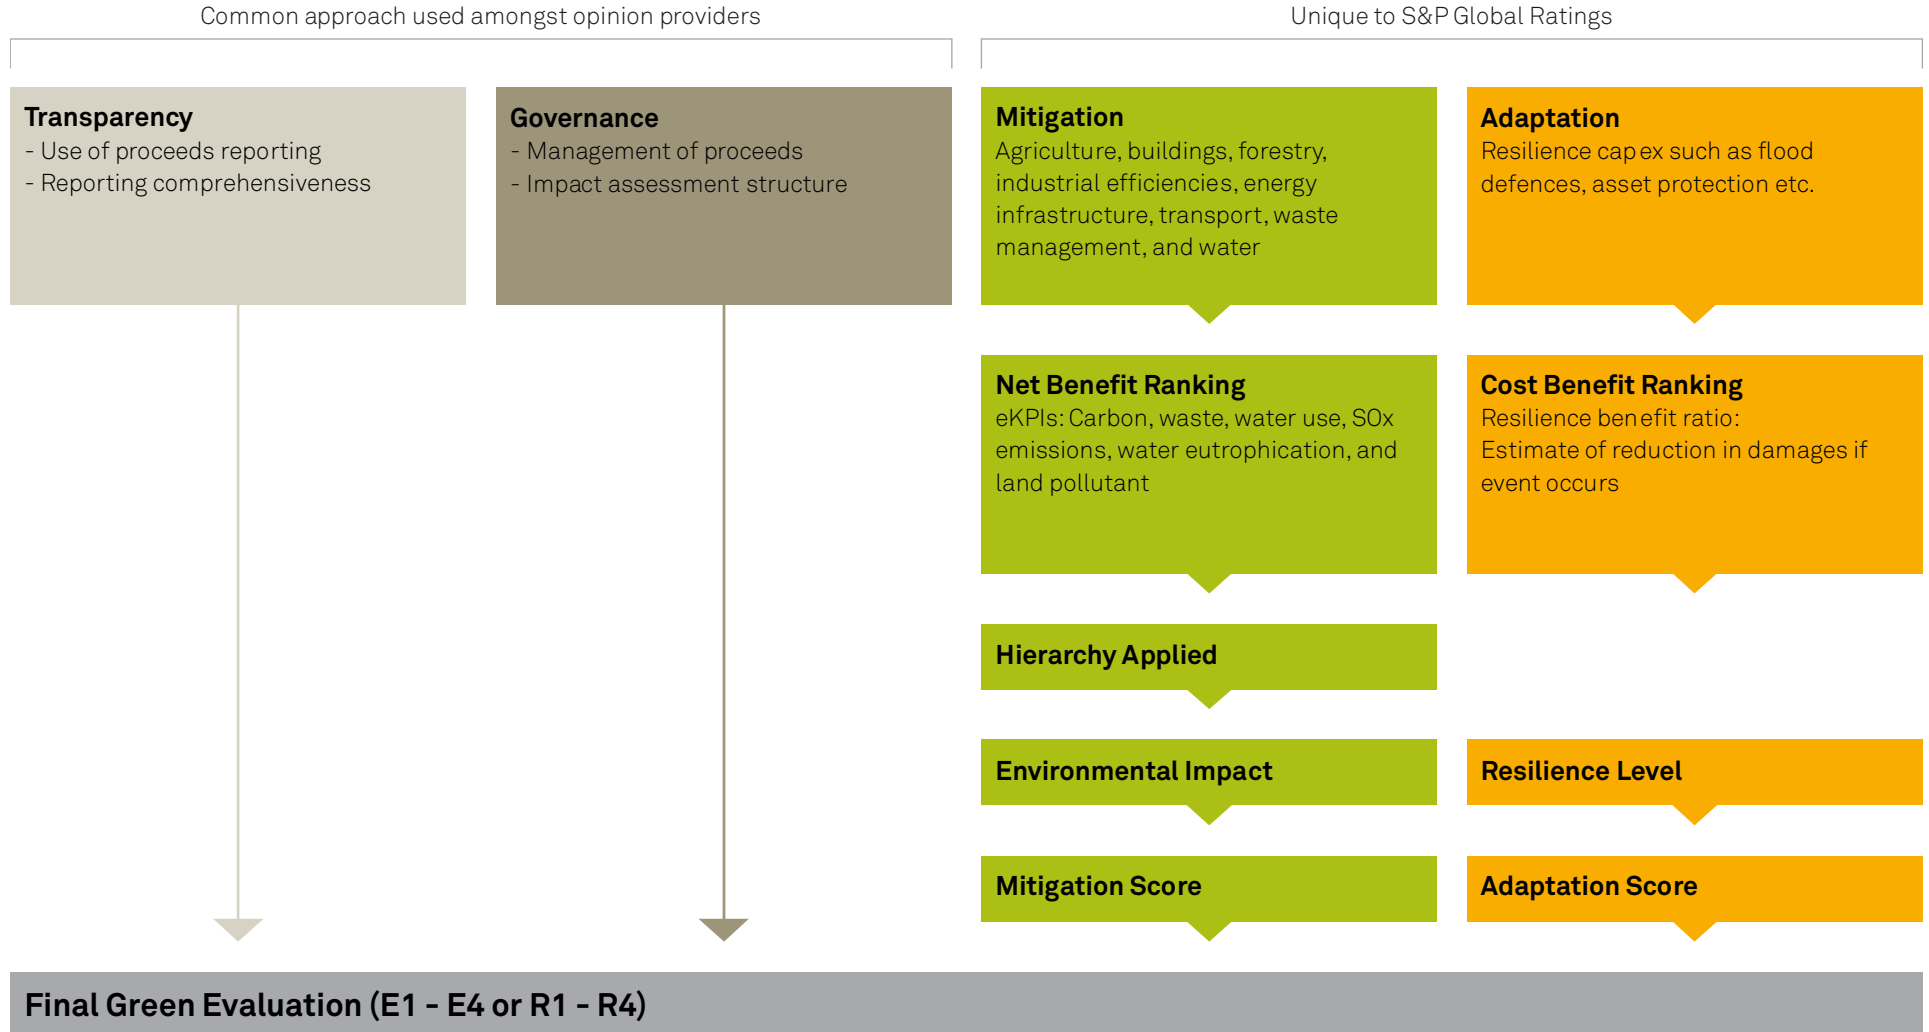 Common approach used amongst opinion providers
Unique to S&P Global Ratings
Transparency
- Use of proceeds reporting
- Reporting comprehensiveness
Governance
- Management of proceeds
- Impact assessment structure
Mitigation
Agriculture, buildings, forestry,
industrial efficiencies, energy
infrastructure, transport, waste
management, and water
Adaptation
Resilience capex such as flood
defences, asset protection etc.
Net Benefit Ranking
eKPIs: Carbon, waste, water use, SOx
emissions, water eutrophication, and
land pollutant
Cost Benefit Ranking
Resilience benefit ratio:
Estimate of reduction in damages if
event occurs
Hierarchy Applied
Environmental Impact
Resilience Level
Mitigation Score
Adaptation Score
Final Green Evaluation (E1 - E4 or R1 - R4)